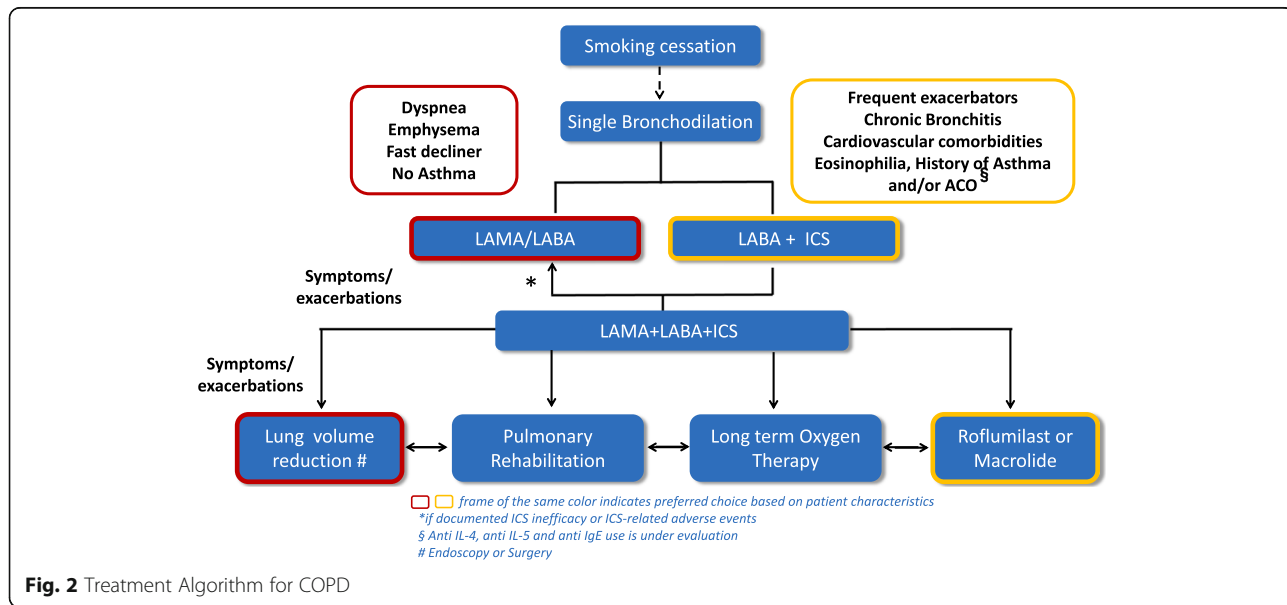 Smoking cessation
Dyspnea
Emphysema
Fast decliner
No Asthma
Single Bronchodilation
Frequent exacerbators
Chronic Bronchitis
Cardiovascular comorbidities
Eosinophilia, History of Asthma
and/or ACO§
LAMA/LABA
LABA + ICS
Symptoms/
exacerbations
*
LAMA+LABA+ICS
Symptoms/
exacerbations
Lung volume
reduction #
Pulmonary
Rehabilitation
Long term Oxygen
Therapy
Roflumilast or
Macrolide
frame of the same color indicates preferred choice based on patient characteristics
*if documented ICS inefficacy or ICS-related adverse events
§ Anti IL-4, anti IL-5 and anti IgE use is under evaluation
# Endoscopy or Surgery
Fig. 2 Treatment Algorithm for COPD